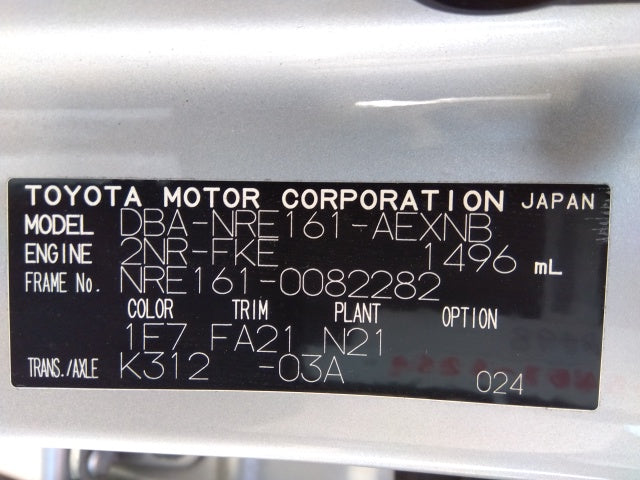 TOYOTA MOTOR CORPORATION JAPAN
MODEL DBA-NRE161-AEXNB
ENGINE 2NR-FKE 1496 mL
FRAME No. NRE161-0082282
COLOR TRIM PLANT OPTION
1F7 FA21 N21
TRANS./AXLE K312 -03A 024